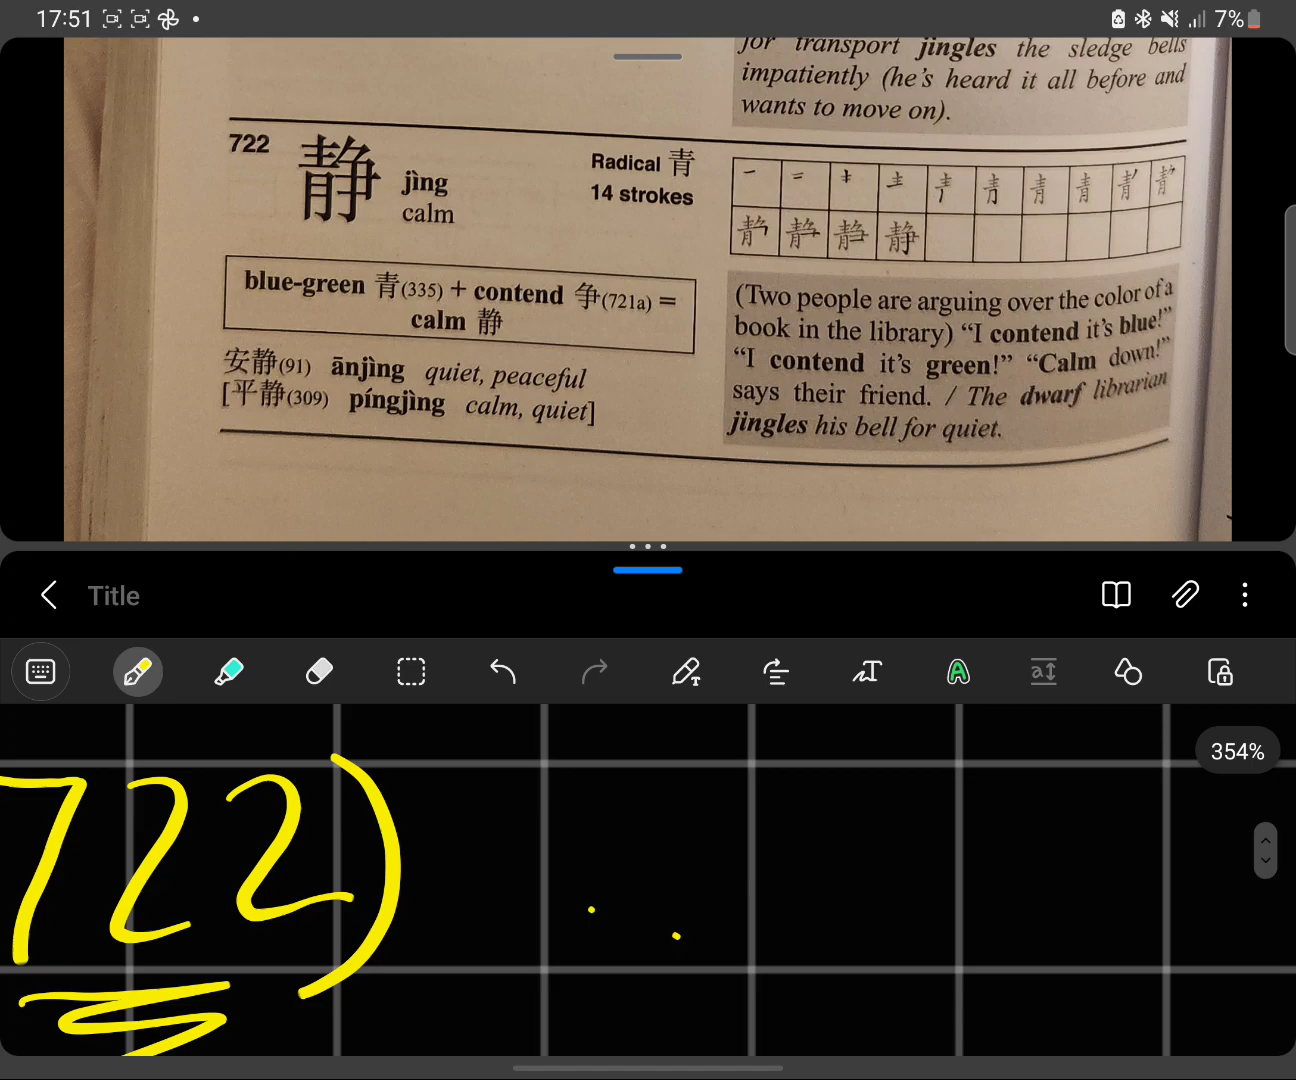 17:51
7%
for transport jingles the sledge bells
impatiently (he's heard it all before and
wants to move on).
722
静
jìng
calm
Radical 青
14 strokes
blue-green 青(335) + contend 争(721a) =
calm 静
安静(91) ānjìng quiet, peaceful
[平静(309) píngjìng calm, quiet]
(Two people are arguing over the color of a
book in the library) “I contend it's blue!”
“I contend it's green!” “Calm down!”
says their friend. / The dwarf librarian
jingles his bell for quiet.
Title
354%
722)